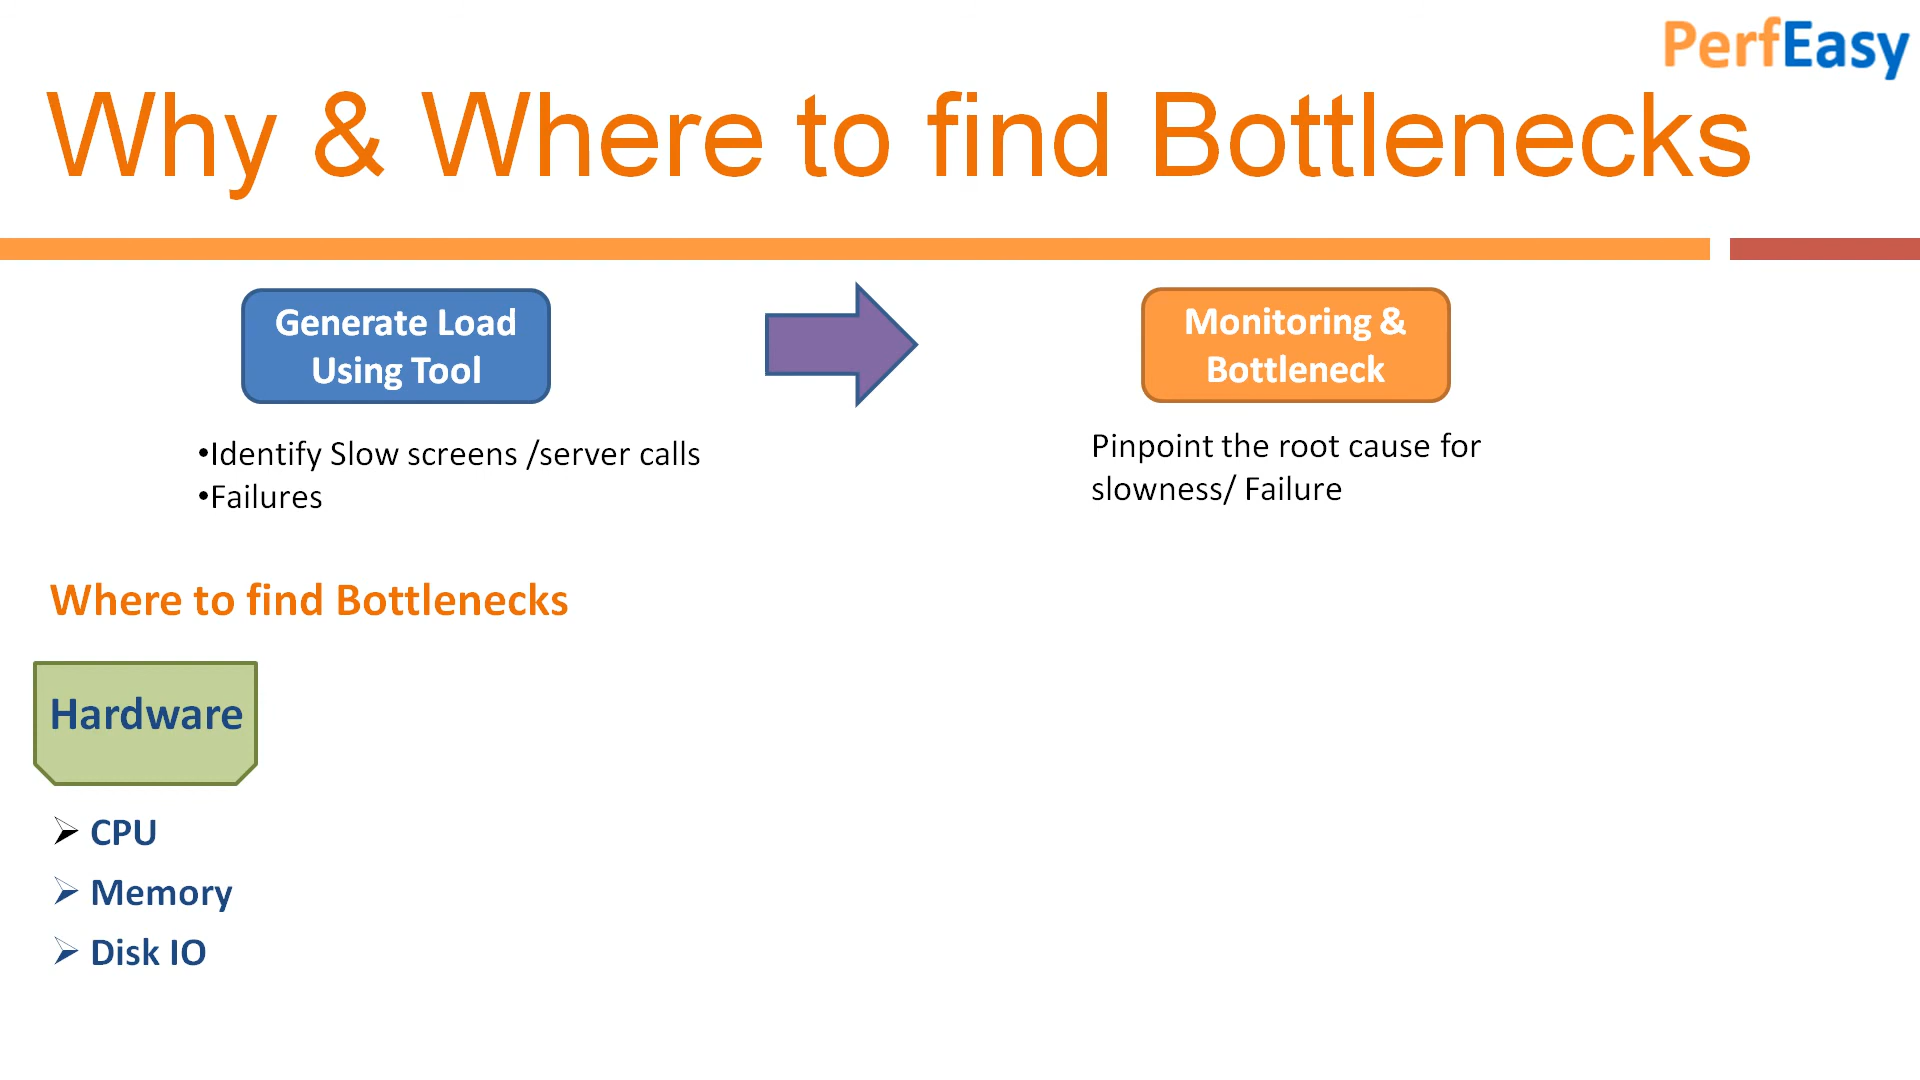 PerfEasy
Why & Where to find Bottlenecks
Generate Load
Using Tool
Monitoring &
Bottleneck
•Identify Slow screens /server calls
•Failures
Pinpoint the root cause for
slowness/ Failure
Where to find Bottlenecks
Hardware
➢ CPU
➢ Memory
➢ Disk IO